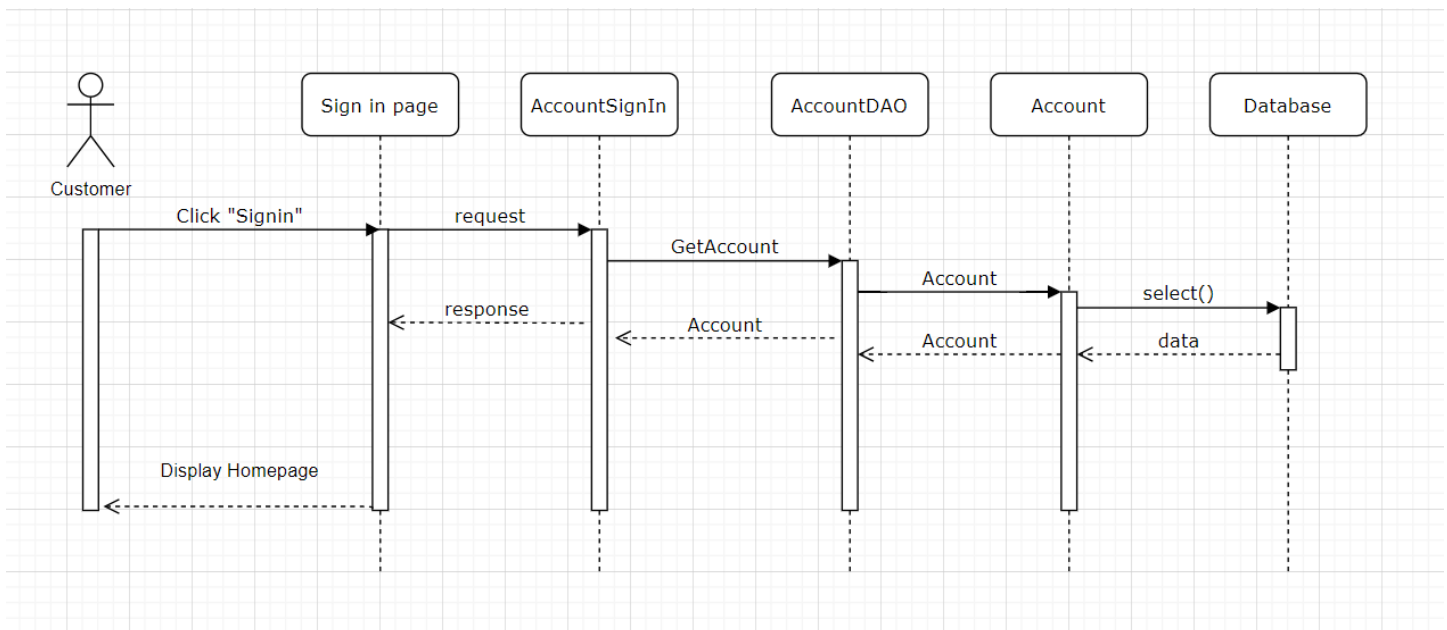 Sign in page
AccountSignIn
AccountDAO
Account
Database
Customer
Click "Signin"
request
GetAccount
Account
select()
response
Account
Account
data
Display Homepage